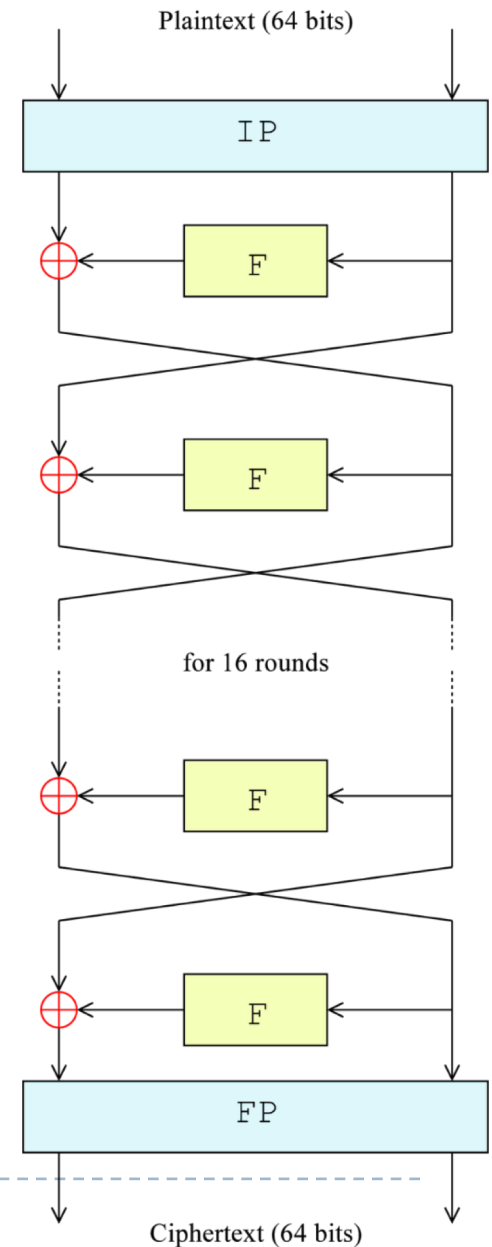 Plaintext (64 bits)
IP
F
F
for 16 rounds
F
F
FP
Ciphertext (64 bits)